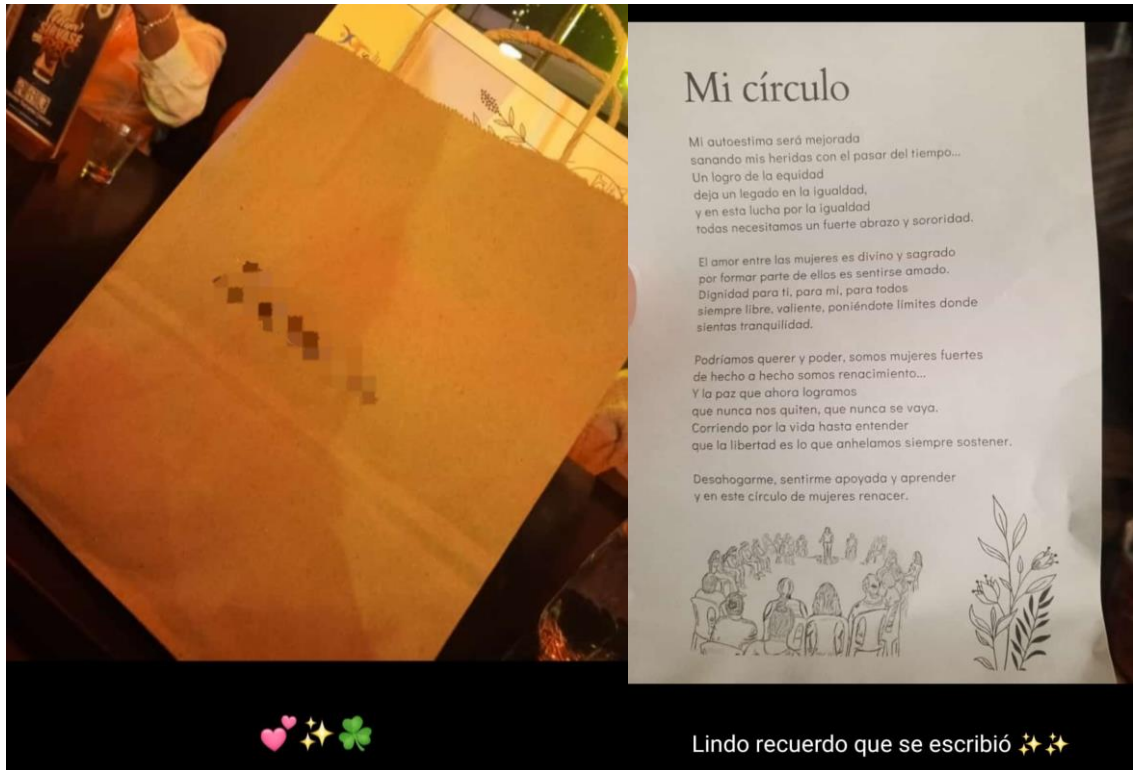 Mi círculo
Mi autoestima será mejorada
sanando mis heridas con el pasar del tiempo...
Un logro de la equidad
deja un legado en la igualdad,
y en esta lucha por la igualdad
todas necesitamos un fuerte abrazo y sororidad.
El amor entre las mujeres es divino y sagrado
por formar parte de ellos es sentirse amado.
Dignidad para ti, para mi, para todos
siempre libre, valiente, poniéndote limites donde
sientas tranquilidad.
Podríamos querer y poder, somos mujeres fuertes
de hecho a hecho somos renacimiento...
Y la paz que ahora logramos
que nunca nos quiten, que nunca se vaya.
Corriendo por la vida hasta entender
que la libertad es lo que anhelamos siempre sostener.
Desahogarme, sentirme apoyada y aprender
y en este círculo de mujeres renacer.
💕✨☘️
Lindo recuerdo que se escribió ✨✨